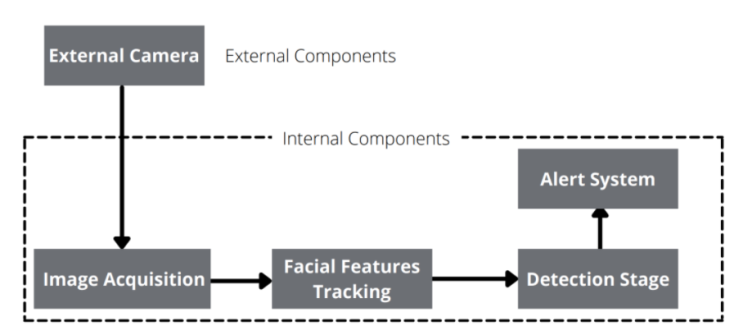 External Camera
External Components
Internal Components
Alert System
Image Acquisition
Facial Features
Tracking
Detection Stage